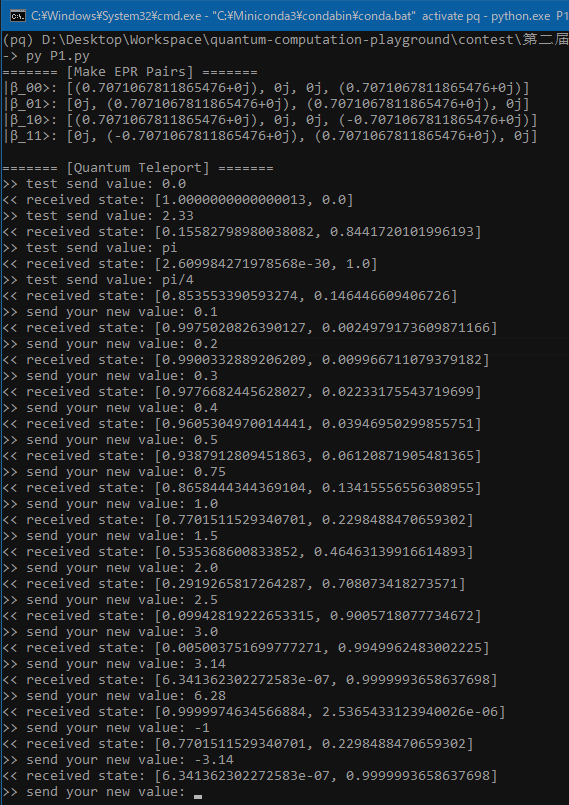 C:¥Windows¥System32¥cmd.exe - "C:¥Miniconda3¥condabin¥conda.bat" activate pq - python.exe P1
(pq) D:\Desktop\Workspace\quantum-computation-playground\contest\第二届
-> py P1.py
======= [Make EPR Pairs] =======
|β_00>: [(0.7071067811865476+0j), 0j, 0j, (0.7071067811865476+0j)]
|β_01>: [0j, (0.7071067811865476+0j), (0.7071067811865476+0j), 0j]
|β_10>: [(0.7071067811865476+0j), 0j, 0j, (-0.7071067811865476+0j)]
|β_11>: [0j, (-0.7071067811865476+0j), (0.7071067811865476+0j), 0j]
======= [Quantum Teleport] =======
>> test send value: 0.0
<< received state: [1.0000000000000013, 0.0]
>> test send value: 2.33
<< received state: [0.15582798980038082, 0.8441720101996193]
>> test send value: pi
<< received state: [2.609984271978568e-30, 1.0]
>> test send value: pi/4
<< received state: [0.853553390593274, 0.146446609406726]
>> send your new value: 0.1
<< received state: [0.9975020826390127, 0.0024979173609871166]
>> send your new value: 0.2
<< received state: [0.9900332889206209, 0.009966711079379182]
>> send your new value: 0.3
<< received state: [0.9776682445628027, 0.02233175543719699]
>> send your new value: 0.4
<< received state: [0.9605304970014441, 0.03946950299855751]
>> send your new value: 0.5
<< received state: [0.9387912809451863, 0.06120871905481365]
>> send your new value: 0.75
<< received state: [0.8658444344369104, 0.13415556556308955]
>> send your new value: 1.0
<< received state: [0.7701511529340701, 0.2298488470659302]
>> send your new value: 1.5
<< received state: [0.535368600833852, 0.46463139916614893]
>> send your new value: 2.0
<< received state: [0.2919265817264287, 0.708073418273571]
>> send your new value: 2.5
<< received state: [0.09942819222653315, 0.9005718077734672]
>> send your new value: 3.0
<< received state: [0.005003751699777271, 0.9949962483002225]
>> send your new value: 3.14
<< received state: [6.341362302272583e-07, 0.9999993658637698]
>> send your new value: 6.28
<< received state: [0.9999974634566884, 2.5365433123940026e-06]
>> send your new value: -1
<< received state: [0.7701511529340701, 0.2298488470659302]
>> send your new value: -3.14
<< received state: [6.341362302272583e-07, 0.9999993658637698]
>> send your new value: _